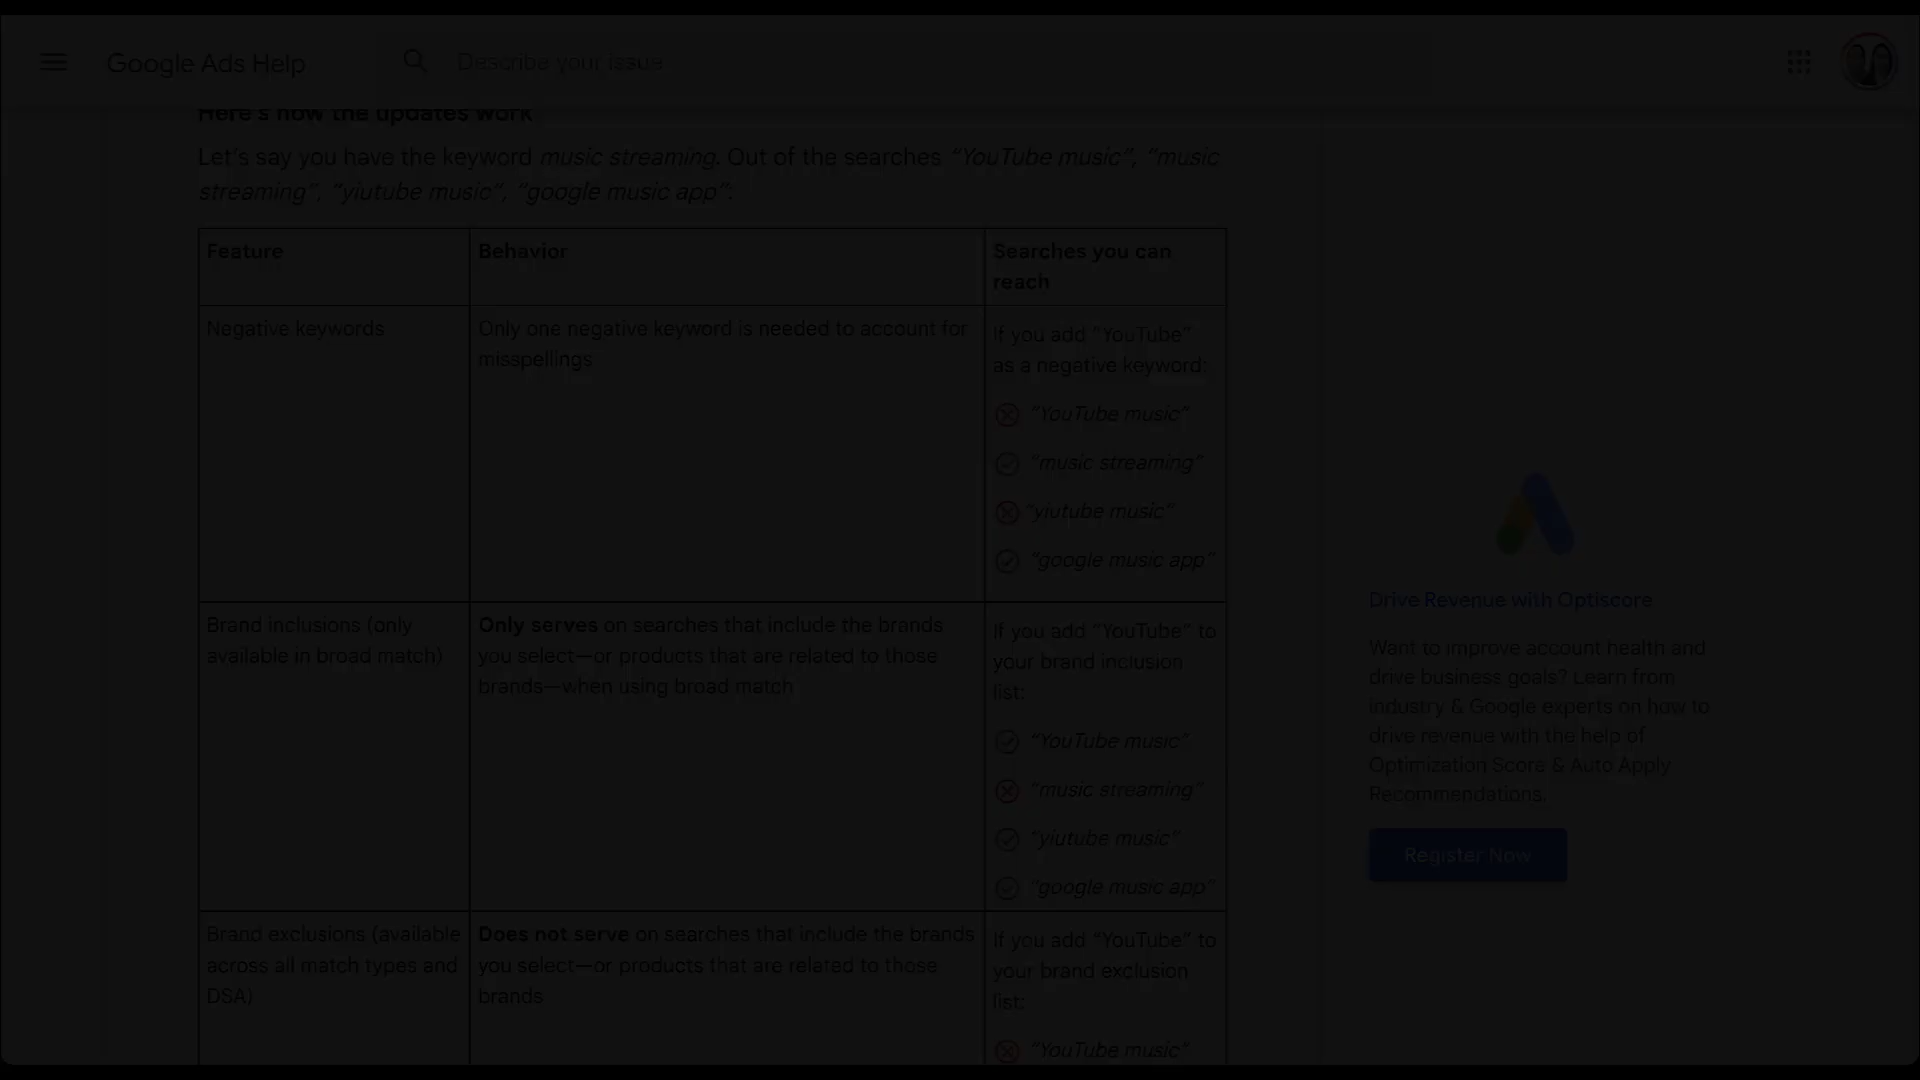 Google Ads Help
Describe your issue
Here's how the updates work
Let's say you have the keyword music streaming. Out of the searches “YouTube music”, “music
streaming”, “yiutube music”, “google music app”:
Feature
Behavior
Searches you can
reach
Negative keywords
Only one negative keyword is needed to account for
misspellings
If you add “YouTube”
as a negative keyword:
“YouTube music”
“music streaming”
“yiutube music”
“google music app”
Brand inclusions (only
available in broad match)
Only serves on searches that include the brands
you select—or products that are related to those
brands—when using broad match
If you add “YouTube” to
your brand inclusion
list:
“YouTube music”
“music streaming”
“yiutube music”
“google music app”
Brand exclusions (available
across all match types and
DSA)
Does not serve on searches that include the brands
you select—or products that are related to those
brands
If you add “YouTube” to
your brand exclusion
list:
“YouTube music”
Drive Revenue with Optiscore
Want to improve account health and
drive business goals? Learn from
industry & Google experts on how to
drive revenue with the help of
Optimization Score & Auto Apply
Recommendations.
Register Now